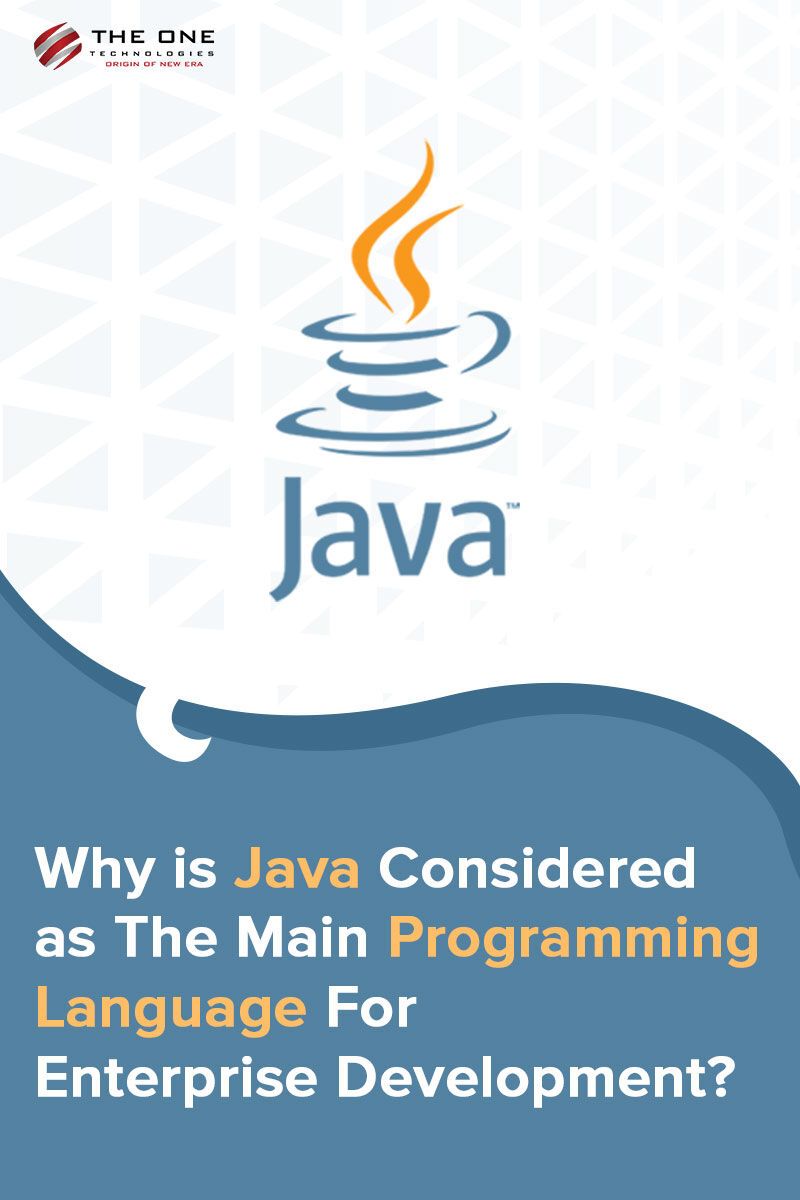 THE ONE
TECHNOLOGIES
ORIGIN OF NEW ERA
Java™
Why is Java Considered
as The Main Programming
Language For
Enterprise Development?